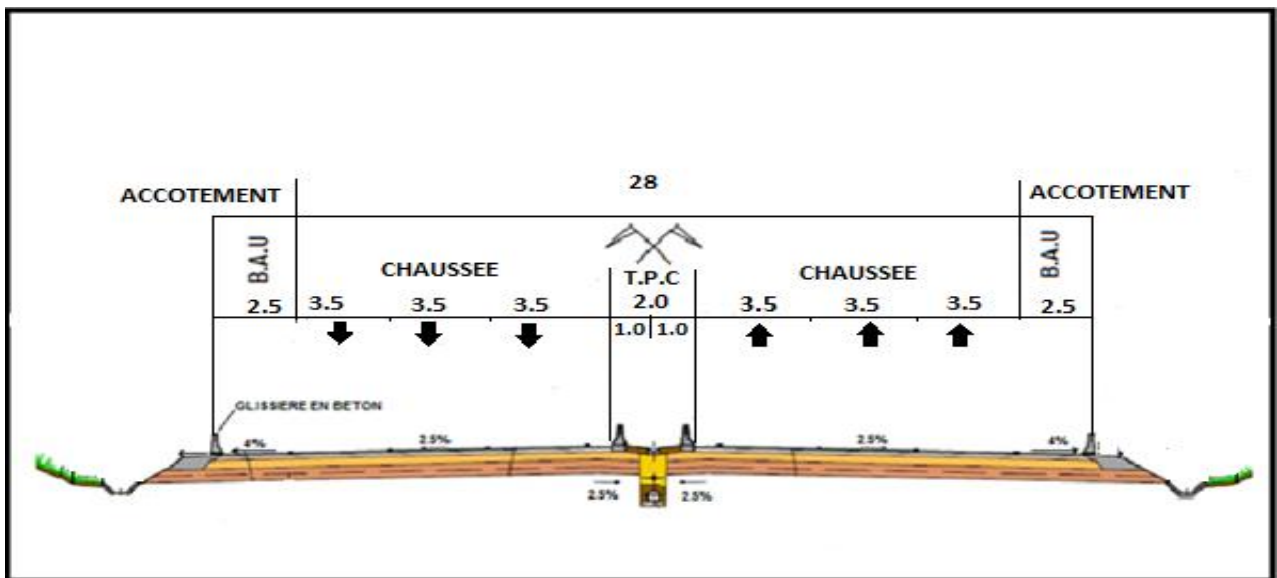 28
ACCOTEMENT
ACCOTEMENT
B.A.U
CHAUSSEE
T.P.C
CHAUSSEE
B.A.U
2.5 3.5 3.5 3.5 2.0 3.5 3.5 3.5 2.5
1.0 1.0
GLISSIERE EN BETON
4% 2.5% 2.5% 4%
2.5% 2.5%